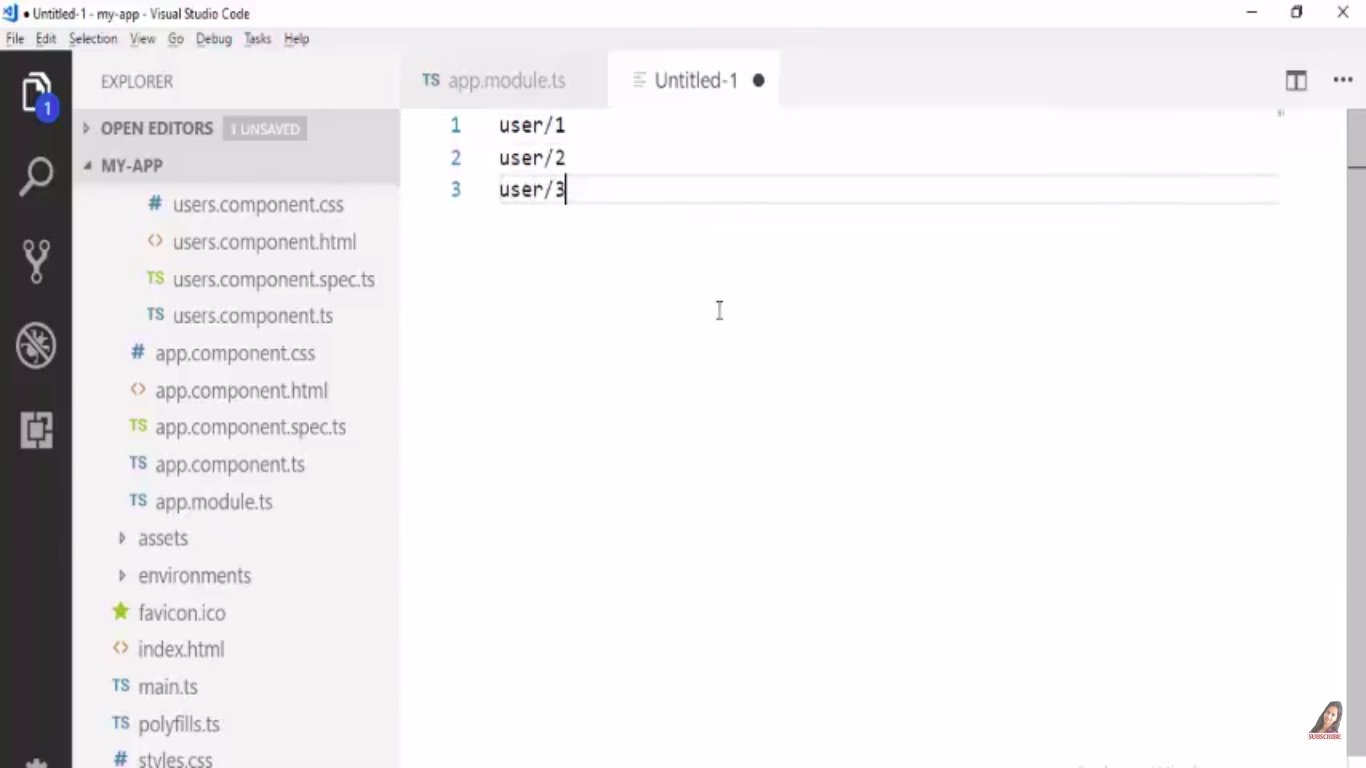 ● Untitled-1 - my-app - Visual Studio Code
File Edit Selection View Go Debug Tasks Help
1
EXPLORER
OPEN EDITORS 1 UNSAVED
MY-APP
# users.component.css
<> users.component.html
TS users.component.spec.ts
TS users.component.ts
# app.component.css
<> app.component.html
TS app.component.spec.ts
TS app.component.ts
TS app.module.ts
assets
environments
favicon.ico
<> index.html
TS main.ts
TS polyfills.ts
# styles.css
TS app.module.ts
Untitled-1 ●
1 user/1
2 user/2
3 user/3
SUBSCRIBE